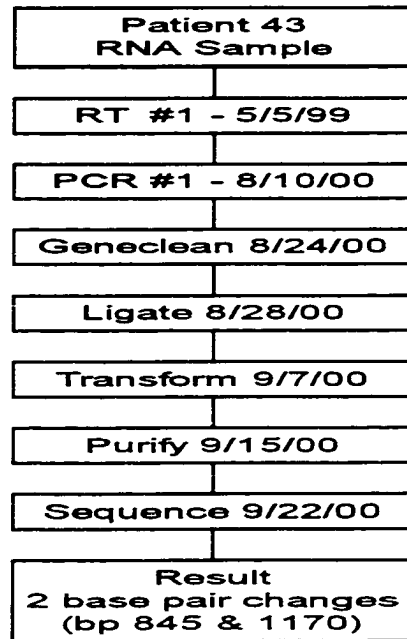 Patient 43
RNA Sample
RT #1 - 5/5/99
PCR #1 - 8/10/00
Geneclean 8/24/00
Ligate 8/28/00
Transform 9/7/00
Purify 9/15/00
Sequence 9/22/00
Result
2 base pair changes
(bp 845 & 1170)